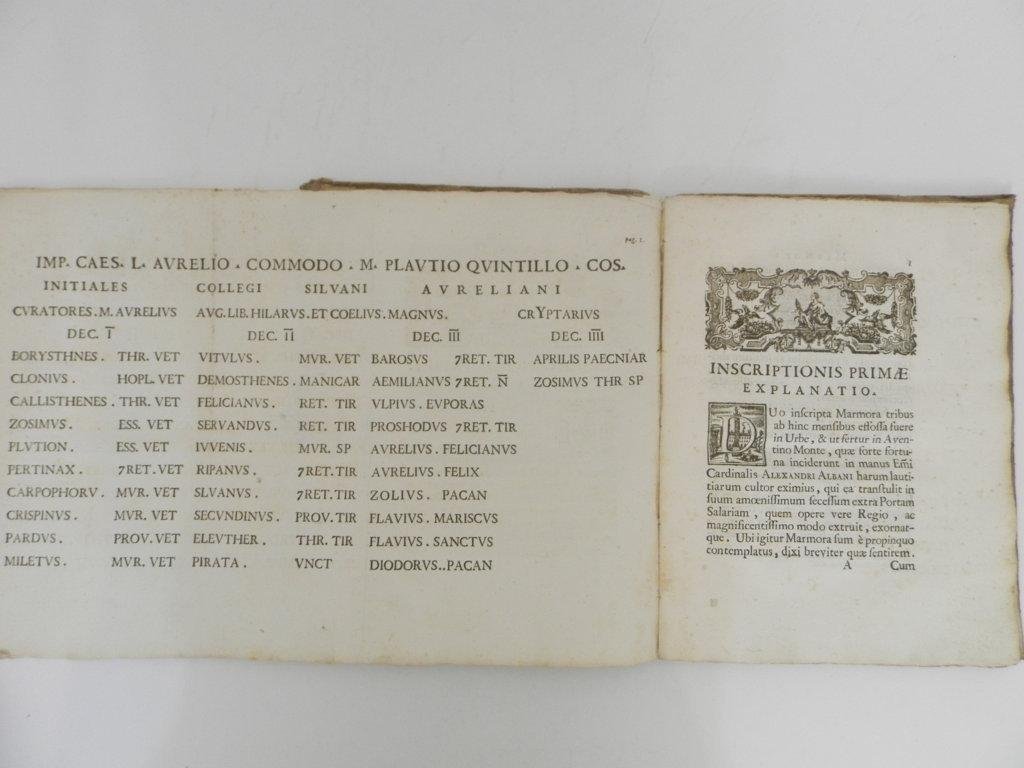 Pag. 1.
IMP. CAES. L. AVRELIO . COMMODO . M. PLAVTIO QVINTILLO . COS.
INITIALES COLLEGI SILVANI AVRELIANI
CVRATORES. M. AVRELIVS AVG. LIB. HILARVS. ET COELIVS. MAGNVS. CRYPTARIVS
DEC. I̅ DEC. I̅I̅ DEC. I̅I̅I̅ DEC. I̅I̅I̅I̅
BORYSTHNES. THR. VET VITVLVS. MVR. VET BAROSVS 7RET. TIR APRILIS PAECNIAR
CLONIVS. HOPL. VET DEMOSTHENES. MANICAR AEMILIANVS 7RET. N̅ ZOSIMVS THR SP
CALLISTHENES. THR. VET FELICIANVS. RET. TIR VLPIVS. EVPORAS
ZOSIMVS. ESS. VET SERVANDVS. RET. TIR PROSHODVS 7RET. TIR
PLVTION. ESS. VET IVVENIS. MVR. SP AVRELIVS. FELICIANVS
PERTINAX. 7RET. VET RIPANVS. 7RET. TIR AVRELIVS. FELIX
CARPOPHORV. MVR. VET SLVANVS. 7RET. TIR ZOLIVS. PACAN
CRISPINVS. MVR. VET SECVNDINVS. PROV. TIR FLAVIVS. MARISCVS
PARDVS. PROV. VET ELEVTHER. THR. TIR FLAVIVS. SANCTVS
MILETVS. MVR. VET PIRATA. VNCT DIODORVS..PACAN
1
INSCRIPTIONIS PRIMÆ
EXPLANATIO.
DUo inscripta Marmora tribus
ab hinc mensibus effossa fuere
in Urbe, & ut fertur in Aven-
tino Monte, quæ forte fortu-
na inciderunt in manus Emi
Cardinalis ALEXANDRI ALBANI harum lauti-
tiarum cultor eximius, qui ea transtulit in
suum amœnissimum secessum extra Portam
Salariam, quem opere vere Regio, ac
magnificentissimo modo extruit, exornat-
que. Ubi igitur Marmora sum è propinquo
contemplatus, dixi breviter quæ sentirem.
A Cum